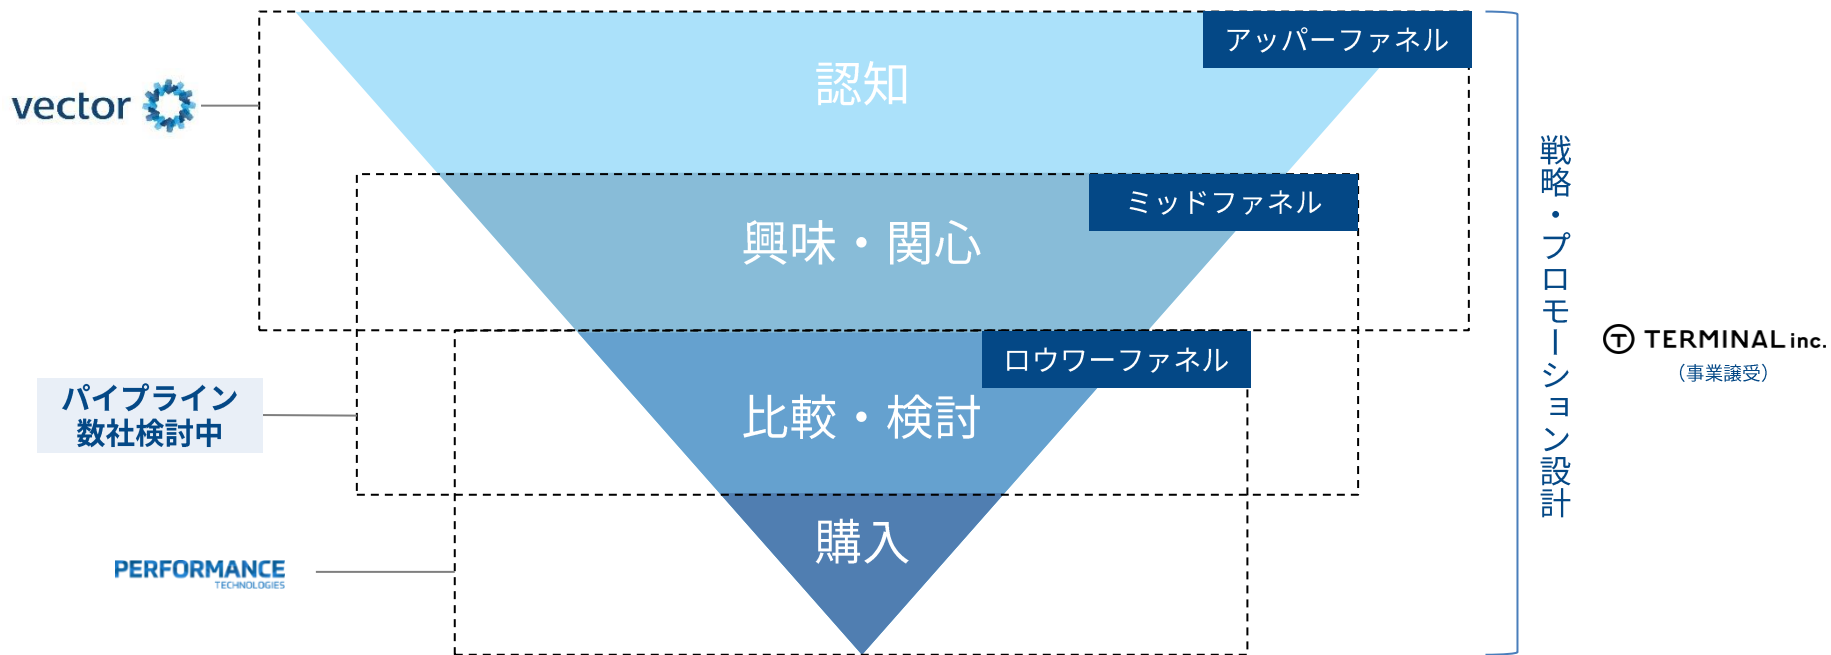 アッパーファネル
認知
vector
ミッドファネル
興味・関心
ロウワーファネル
比較・検討
パイプライン
数社検討中
購入
PERFORMANCE
TECHNOLOGIES
戦略・プロモーション設計
TERMINAL inc.
（事業譲受）